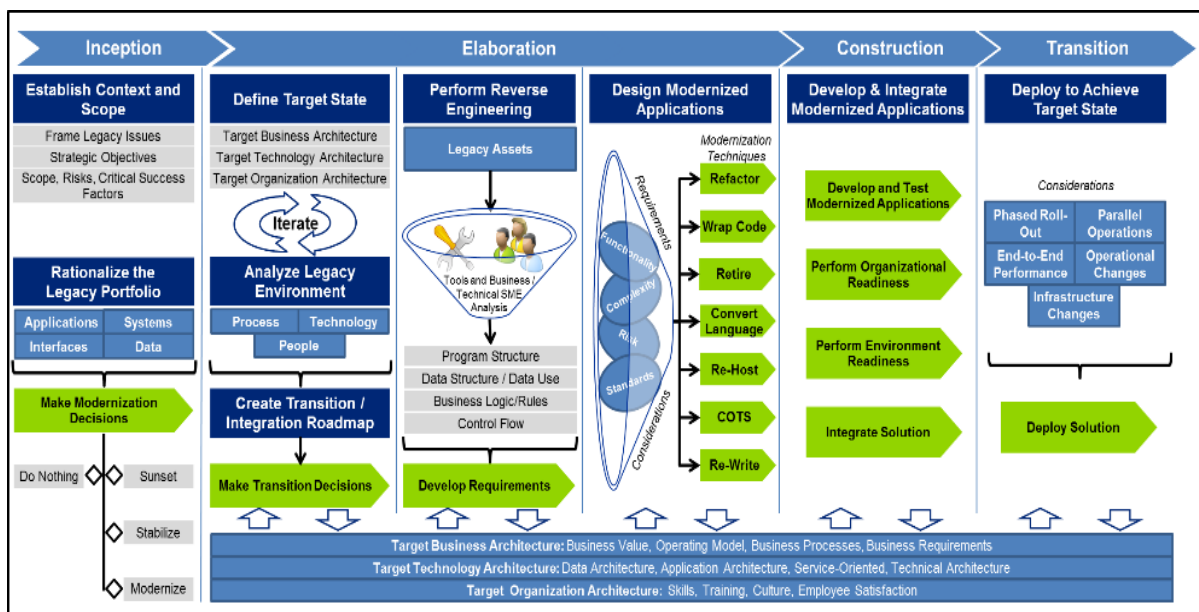 Inception
Elaboration
Construction
Transition
Establish Context and
Scope
Frame Legacy Issues
Strategic Objectives
Scope, Risks, Critical Success
Factors
Rationalize the
Legacy Portfolio
Applications
Systems
Interfaces
Data
Make Modernization
Decisions
Do Nothing
Sunset
Stabilize
Modernize
Define Target State
Target Business Architecture
Target Technology Architecture
Target Organization Architecture
Iterate
Analyze Legacy
Environment
Process
Technology
People
Create Transition /
Integration Roadmap
Make Transition Decisions
Perform Reverse
Engineering
Legacy Assets
Tools and Business /
Technical SME
Analysis
Program Structure
Data Structure / Data Use
Business Logic/Rules
Control Flow
Develop Requirements
Design Modernized
Applications
Requirements
Functionality
Complexity
Risk
Standards
Considerations
Modernization
Techniques
Refactor
Wrap Code
Retire
Convert
Language
Re-Host
COTS
Re-Write
Develop & Integrate
Modernized Applications
Develop and Test
Modernized Applications
Perform Organizational
Readiness
Perform Environment
Readiness
Integrate Solution
Deploy to Achieve
Target State
Considerations
Phased Roll-
Out
Parallel
Operations
End-to-End
Performance
Operational
Changes
Infrastructure
Changes
Deploy Solution
Target Business Architecture: Business Value, Operating Model, Business Processes, Business Requirements
Target Technology Architecture: Data Architecture, Application Architecture, Service-Oriented, Technical Architecture
Target Organization Architecture: Skills, Training, Culture, Employee Satisfaction